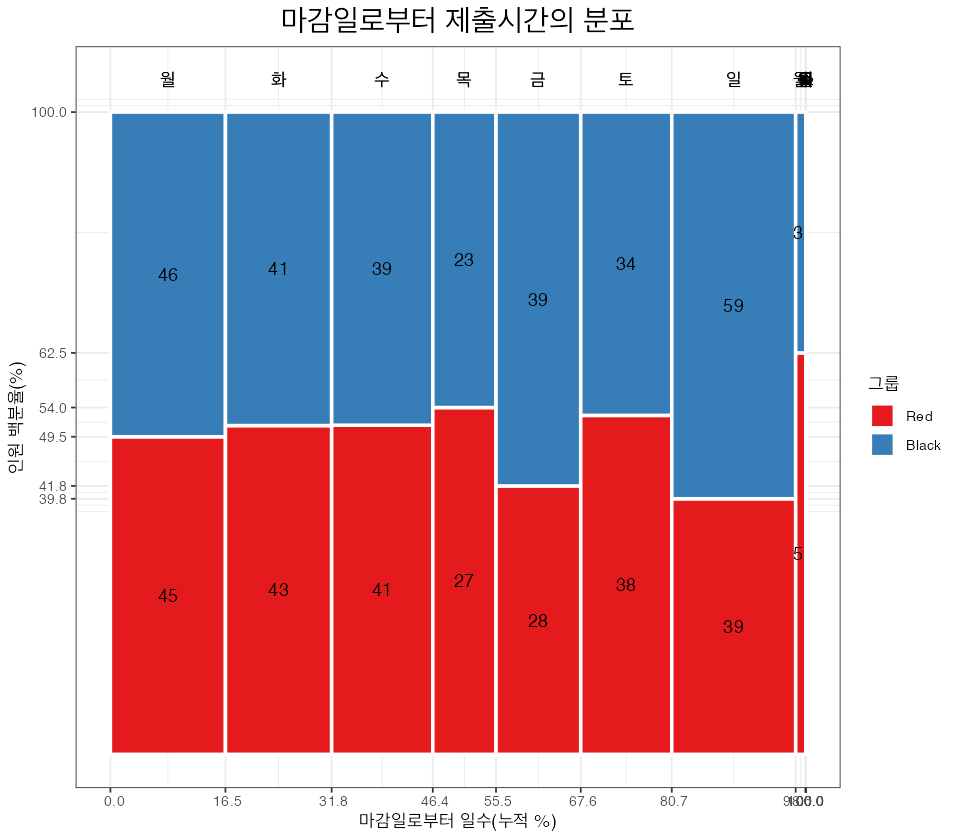 마감일로부터 제출시간의 분포
월 화 수 목 금 토 일
100.0
62.5
54.0
49.5
41.8
39.8
인원 백분율(%)
46 41 39 23 39 34 59 3
45 43 41 27 28 38 39 5
0.0 16.5 31.8 46.4 55.5 67.6 80.7
마감일로부터 일수(누적 %)
그룹
Red
Black